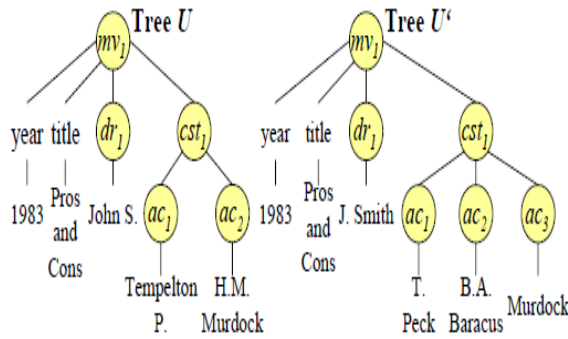 Tree U Tree U‘
mv1 mv1
year title dr1 cst1 year title dr1 cst1
1983 Pros and Cons John S. ac1 ac2 1983 Pros and Cons J. Smith ac1 ac2 ac3
Tempelton P. H.M. Murdock T. Peck B.A. Baracus Murdock